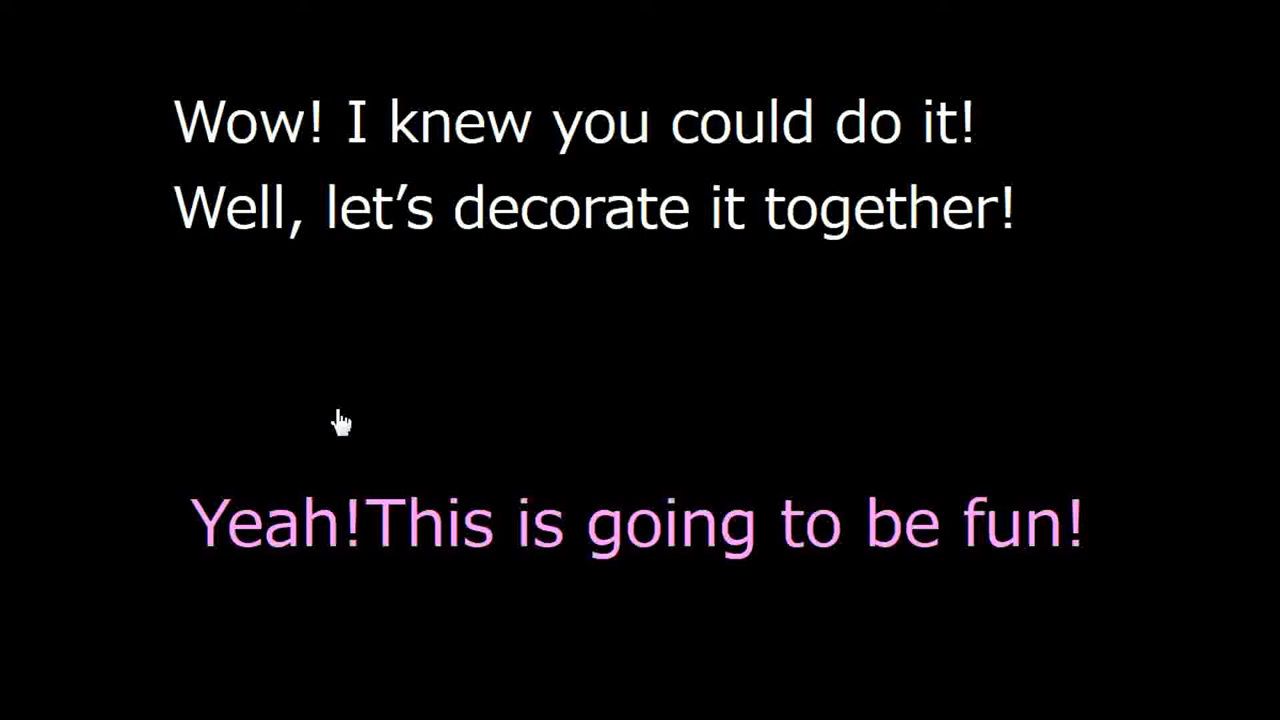 Wow! I knew you could do it!
Well, let’s decorate it together!
Yeah!This is going to be fun!